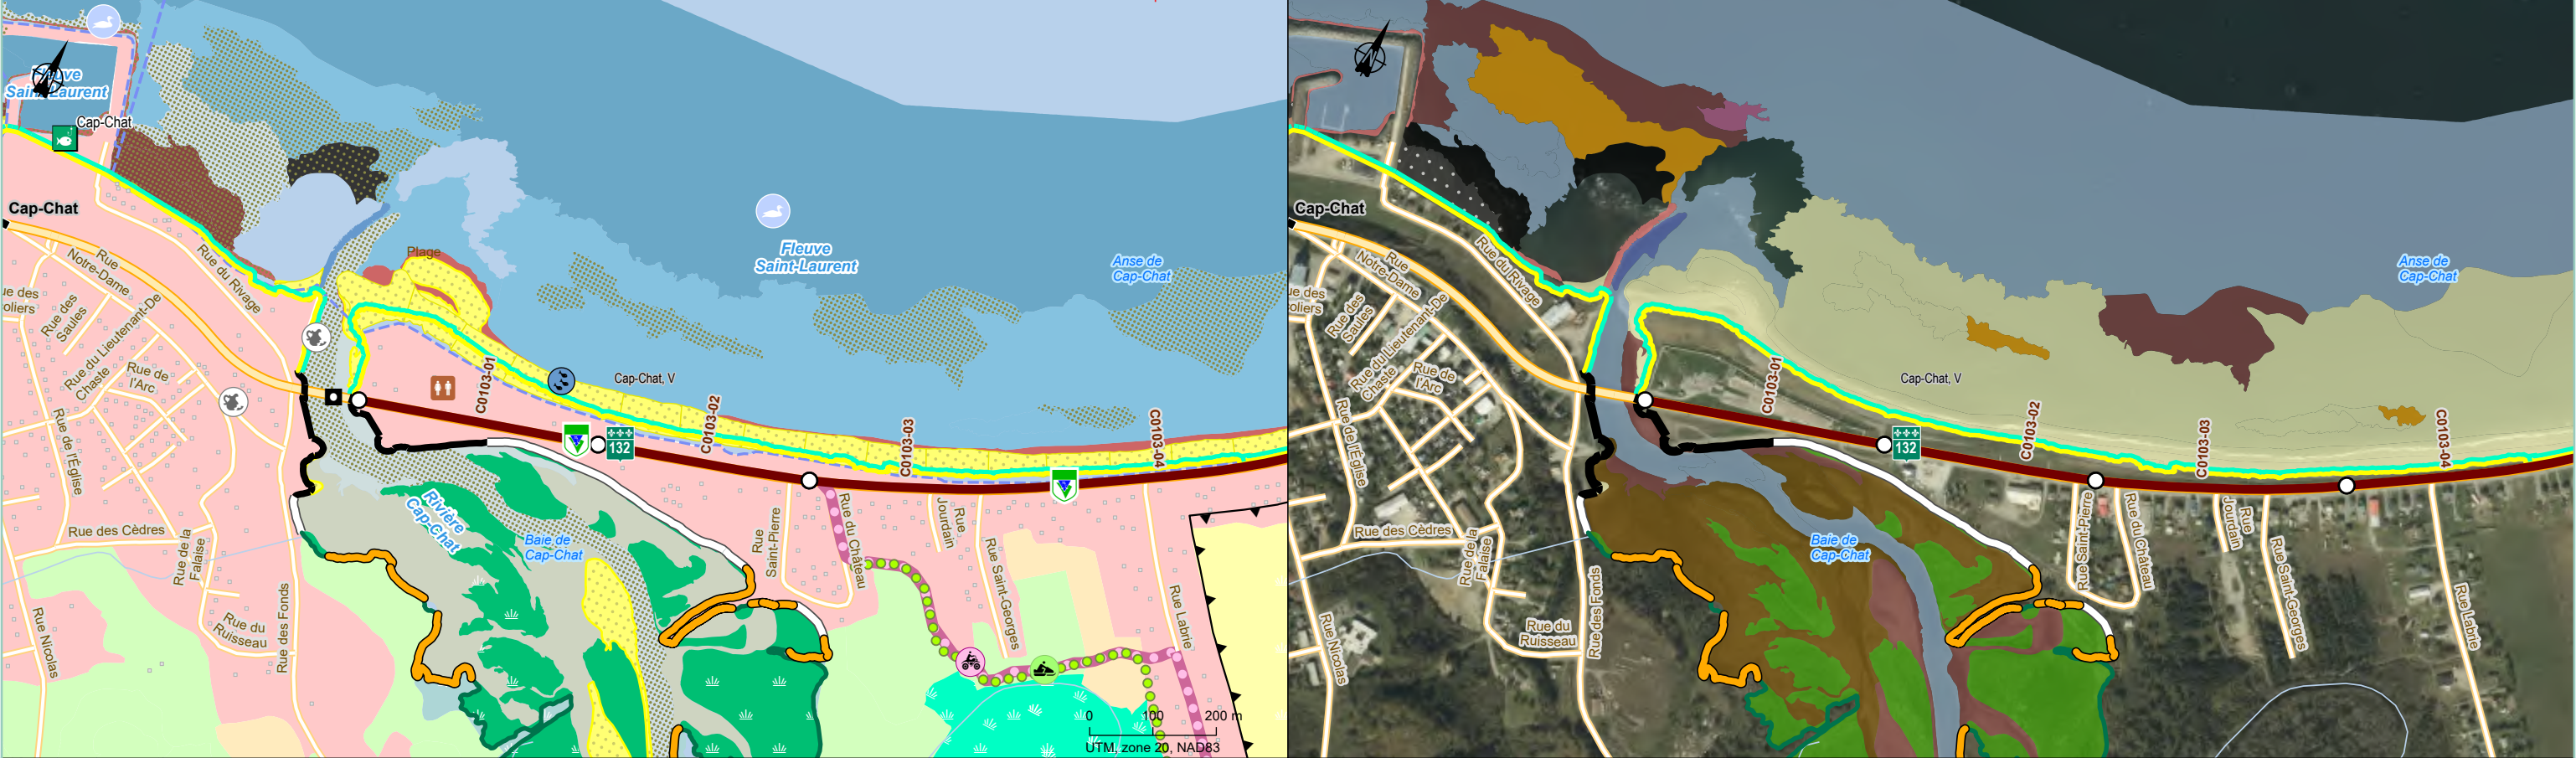 Fleuve
Saint-Laurent
Cap-Chat
Cap-Chat
Rue
Notre-Dame
Rue du Rivage
ue des
oliers
Rue des
Saules
Rue du Lieutenant-De
Chaste
Rue de
l'Arc
Rue de l'Église
Rue des Cèdres
Rue de la
Falaise
Rue du
Ruisseau
Rue des Fonds
Rue Nicolas
Plage
Fleuve
Saint-Laurent
Anse de
Cap-Chat
Cap-Chat, V
C0103-01
C0103-02
C0103-03
C0103-04
132
Rivière
Cap-Chat
Baie de
Cap-Chat
Rue
Saint-Pierre
Rue du Château
Rue
Jourdain
Rue Saint-Georges
Rue Labrie
0 100 200 m
UTM, zone 20, NAD83
Cap-Chat
Rue
Notre-Dame
Rue du Rivage
ue des
oliers
Rue des
Saules
Rue du Lieutenant-De
Chaste
Rue de
l'Arc
Rue de l'Église
Rue des Cèdres
Rue de la
Falaise
Rue du
Ruisseau
Rue des Fonds
Rue Nicolas
Anse de
Cap-Chat
Cap-Chat, V
C0103-01
C0103-02
C0103-03
C0103-04
132
Baie de
Cap-Chat
Rue Saint-Pierre
Rue du Château
Rue
Jourdain
Rue Saint-Georges
Rue Labrie